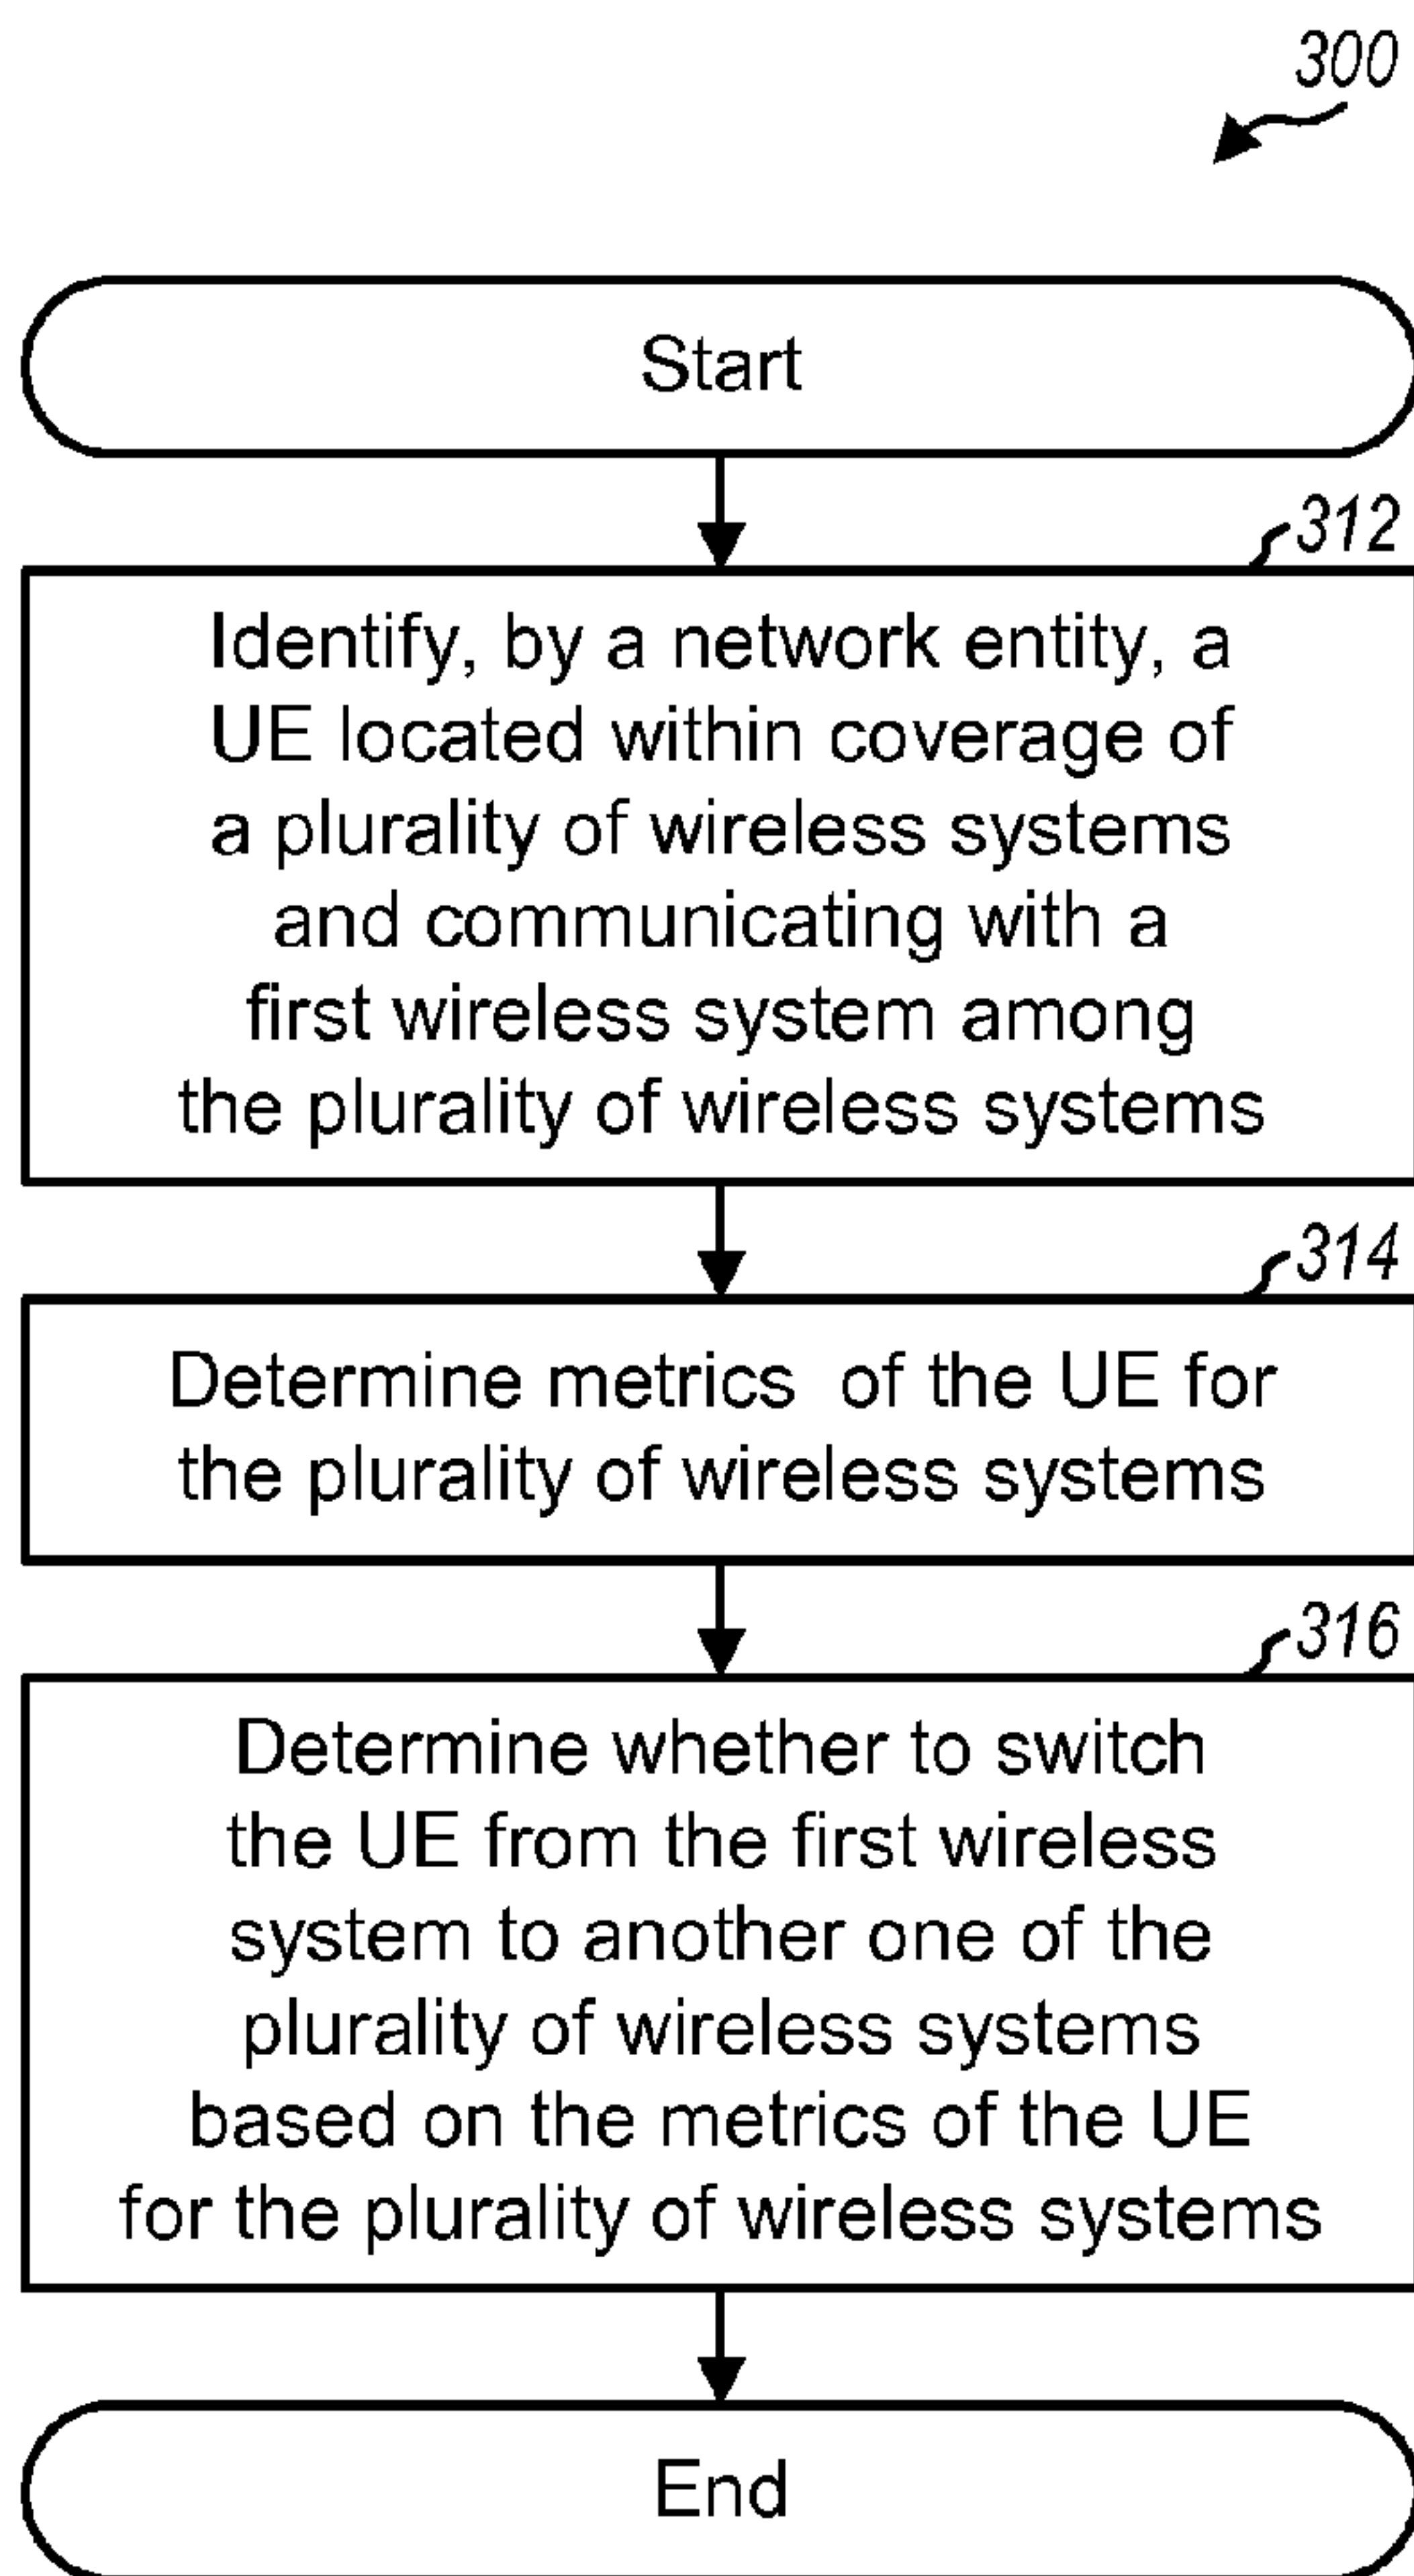 300
Start
312
Identify, by a network entity, a
UE located within coverage of
a plurality of wireless systems
and communicating with a
first wireless system among
the plurality of wireless systems
314
Determine metrics of the UE for
the plurality of wireless systems
316
Determine whether to switch
the UE from the first wireless
system to another one of the
plurality of wireless systems
based on the metrics of the UE
for the plurality of wireless systems
End